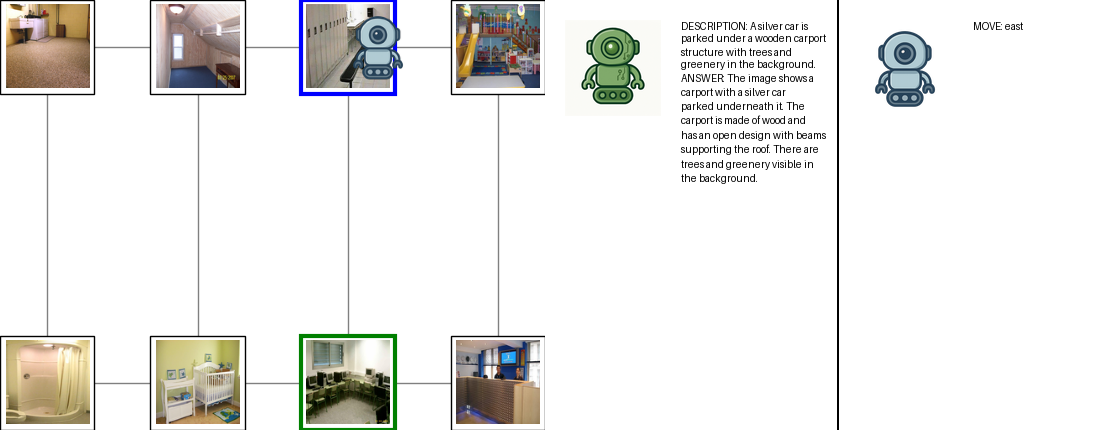 DESCRIPTION: A silver car is
parked under a wooden carport
structure with trees and
greenery in the background.
ANSWER: The image shows a
carport with a silver car
parked underneath it. The
carport is made of wood and
has an open design with beams
supporting the roof. There are
trees and greenery visible in
the background.
MOVE: east